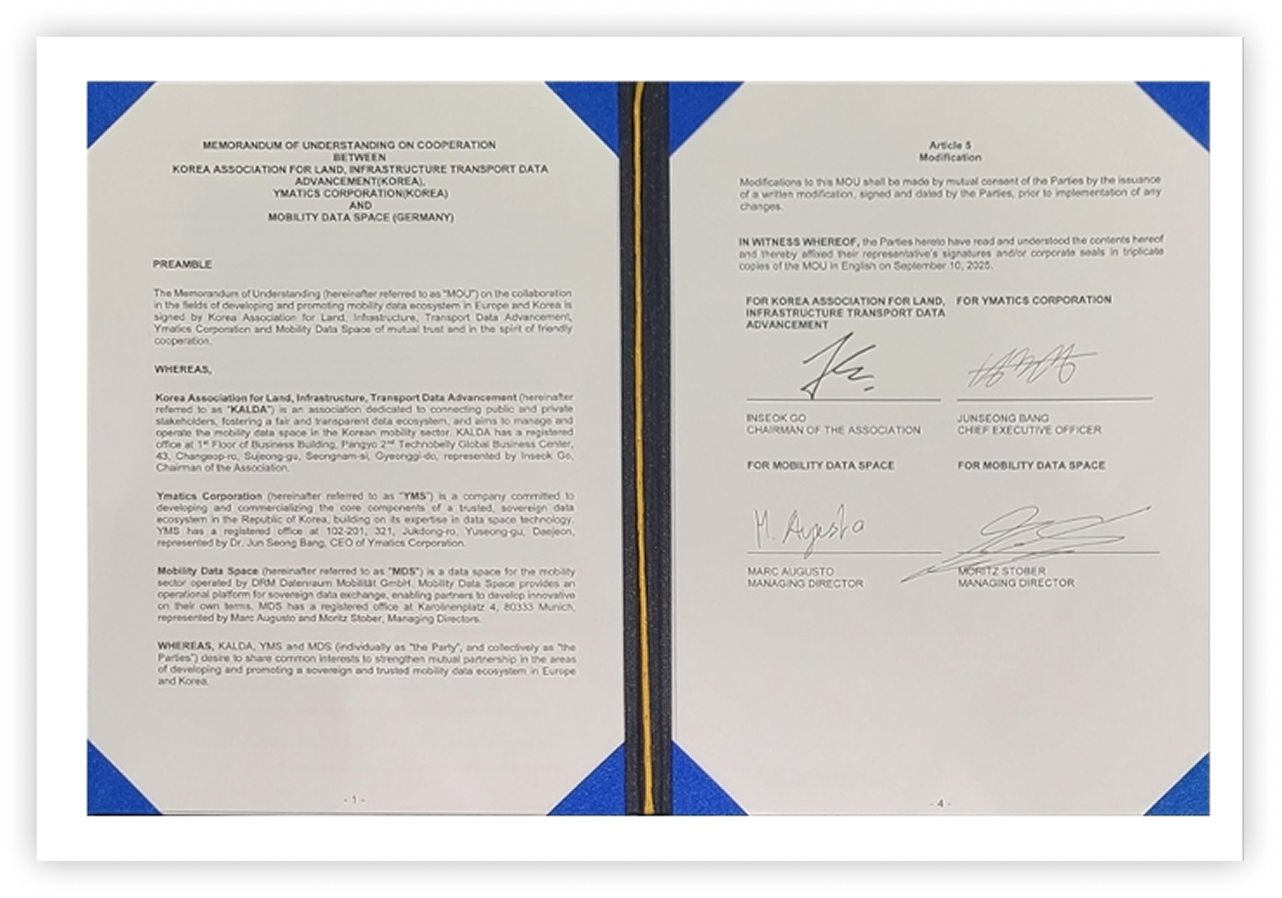 MEMORANDUM OF UNDERSTANDING ON COOPERATION
BETWEEN
KOREA ASSOCIATION FOR LAND, INFRASTRUCTURE TRANSPORT DATA
ADVANCEMENT(KOREA),
YMATICS CORPORATION(KOREA)
AND
MOBILITY DATA SPACE (GERMANY)
PREAMBLE
The Memorandum of Understanding (hereinafter referred to as "MOU") on the collaboration
in the fields of developing and promoting mobility data ecosystem in Europe and Korea is
signed by Korea Association for Land, Infrastructure, Transport Data Advancement,
Ymatics Corporation and Mobility Data Space of mutual trust and in the spirit of friendly
cooperation.
WHEREAS,
Korea Association for Land, Infrastructure, Transport Data Advancement (hereinafter
referred to as "KALDA") is an association dedicated to connecting public and private
stakeholders, fostering a fair and transparent data ecosystem, and aims to manage and
operate the mobility data space in the Korean mobility sector. KALDA has a registered
office at 1st Floor of Business Building, Pangyo 2nd Technobelly Global Business Center,
43, Changeop-ro, Sujeong-gu, Seongnam-si, Gyeonggi-do, represented by Inseok Go,
Chairman of the Association.
Ymatics Corporation (hereinafter referred to as "YMS") is a company committed to
developing and commercializing the core components of a trusted, sovereign data
ecosystem in the Republic of Korea, building on its expertise in data space technology.
YMS has a registered office at 102-201, 321, Jukdong-ro, Yuseong-gu, Daejeon,
represented by Dr. Jun Seong Bang, CEO of Ymatics Corporation.
Mobility Data Space (hereinafter referred to as "MDS") is a data space for the mobility
sector operated by DRM Datenraum Mobilität GmbH. Mobility Data Space provides an
operational platform for sovereign data exchange, enabling partners to develop innovative
on their own terms. MDS has a registered office at Karolinenplatz 4, 80333 Munich,
represented by Marc Augusto and Moritz Stober, Managing Directors.
WHEREAS, KALDA, YMS and MDS (individually as "the Party", and collectively as "the
Parties") desire to share common interests to strengthen mutual partnership in the areas
of developing and promoting a sovereign and trusted mobility data ecosystem in Europe
and Korea.
- 1 -
Article 5
Modification
Modifications to this MOU shall be made by mutual consent of the Parties by the issuance
of a written modification, signed and dated by the Parties, prior to implementation of any
changes.
IN WITNESS WHEREOF, the Parties hereto have read and understood the contents hereof
and thereby affixed their representative's signatures and/or corporate seals in triplicate
copies of the MOU in English on September 10, 2025.
FOR KOREA ASSOCIATION FOR LAND,
INFRASTRUCTURE TRANSPORT DATA
ADVANCEMENT
FOR YMATICS CORPORATION
INSEOK GO
CHAIRMAN OF THE ASSOCIATION
JUNSEONG BANG
CHIEF EXECUTIVE OFFICER
FOR MOBILITY DATA SPACE
FOR MOBILITY DATA SPACE
MARC AUGUSTO
MANAGING DIRECTOR
MORITZ STOBER
MANAGING DIRECTOR
- 4 -